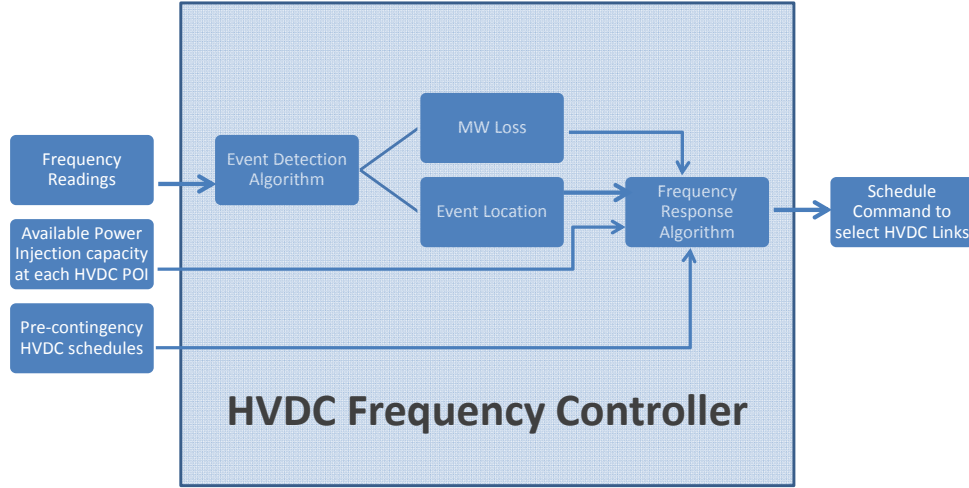 MW Loss
Frequency
Readings
Event Detection
Algorithm
Event Location
Frequency
Response
Algorithm
Schedule
Command to
select HVDC Links
Available Power
Injection capacity
at each HVDC POI
Pre-contingency
HVDC schedules
HVDC Frequency Controller